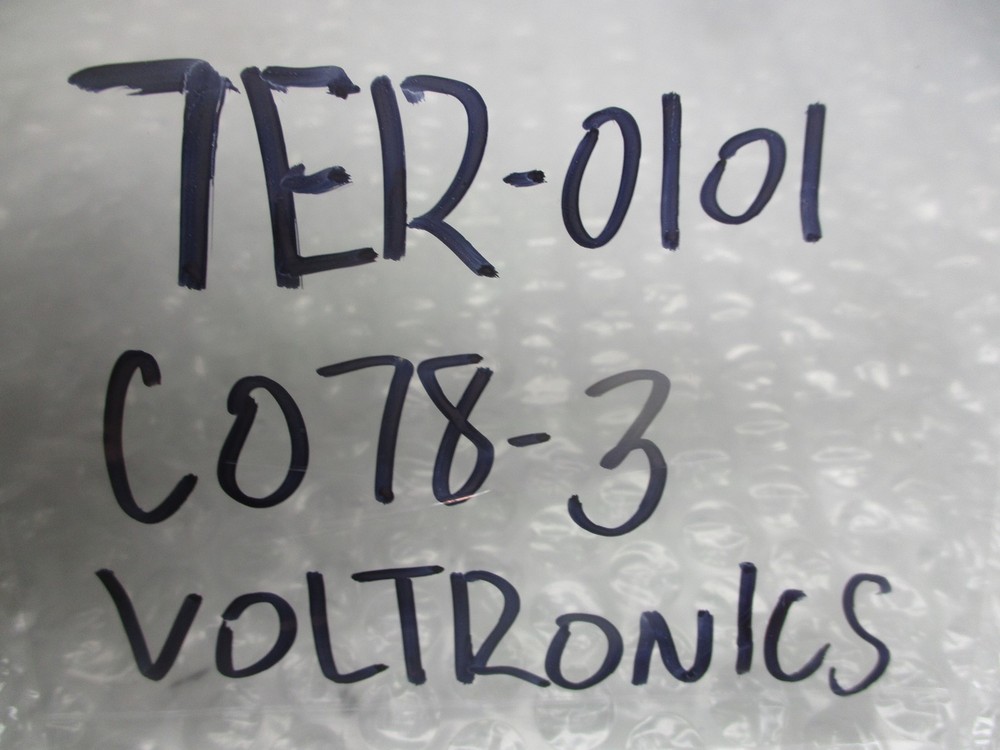 TER-0101
C078-3
VOLTRONICS